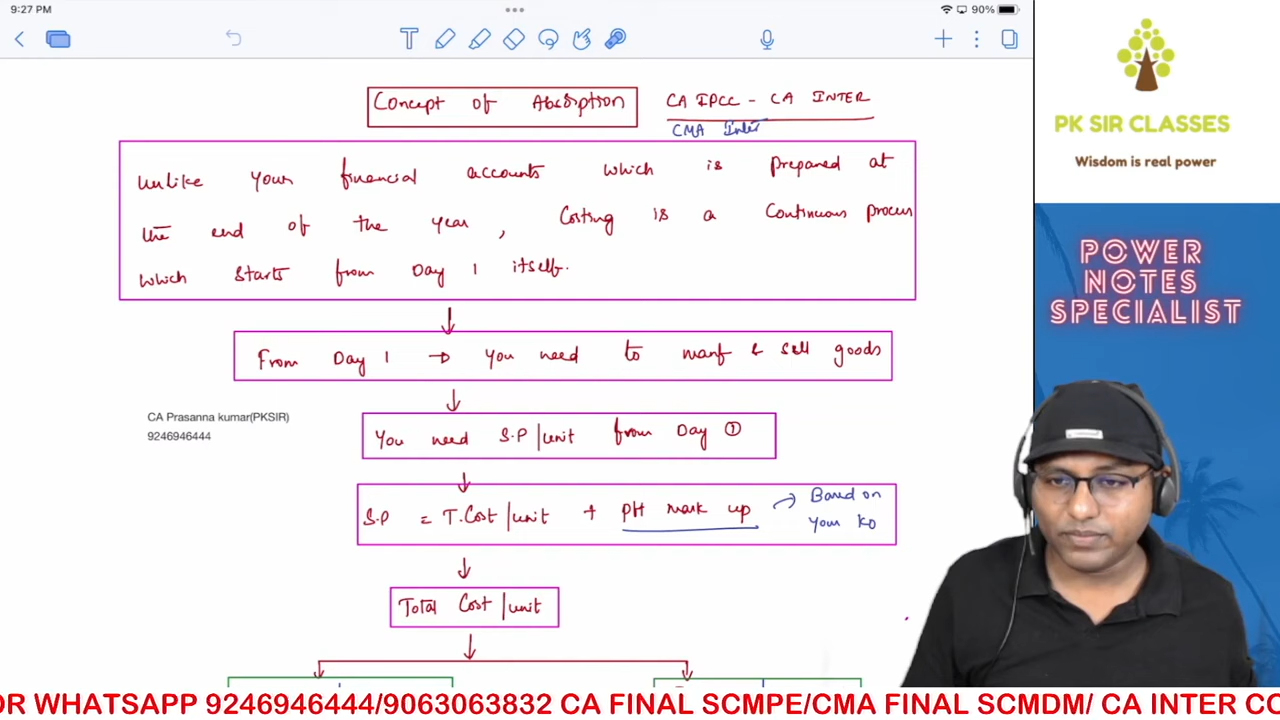 9:27 PM
90%
Concept of Absorption
CA IPCC - CA INTER
CMA Inter
PK SIR CLASSES
Wisdom is real power
Unlike your financial accounts which is prepared at
the end of the year, Costing is a Continuous process
which starts from Day 1 itself.
POWER
NOTES
SPECIALIST
From Day 1 → you need to manf & sell goods
CA Prasanna kumar(PKSIR)
9246946444
You need S.P/unit from Day ①
S.P = T.Cost/unit + Pft mark up → Based on
your Ko
Total Cost/unit
OR WHATSAPP 9246946444/9063063832 CA FINAL SCMPE/CMA FINAL SCMDM/ CA INTER CO